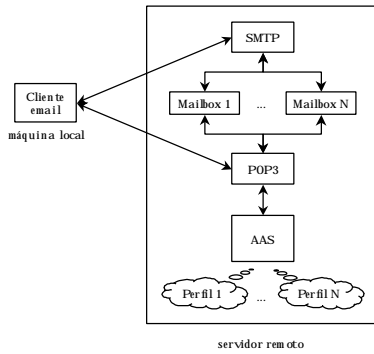 SMTP
Cliente
email
Mailbox 1
...
Mailbox N
máquina local
POP3
AAS
Perfil 1
...
Perfil N
servidor remoto